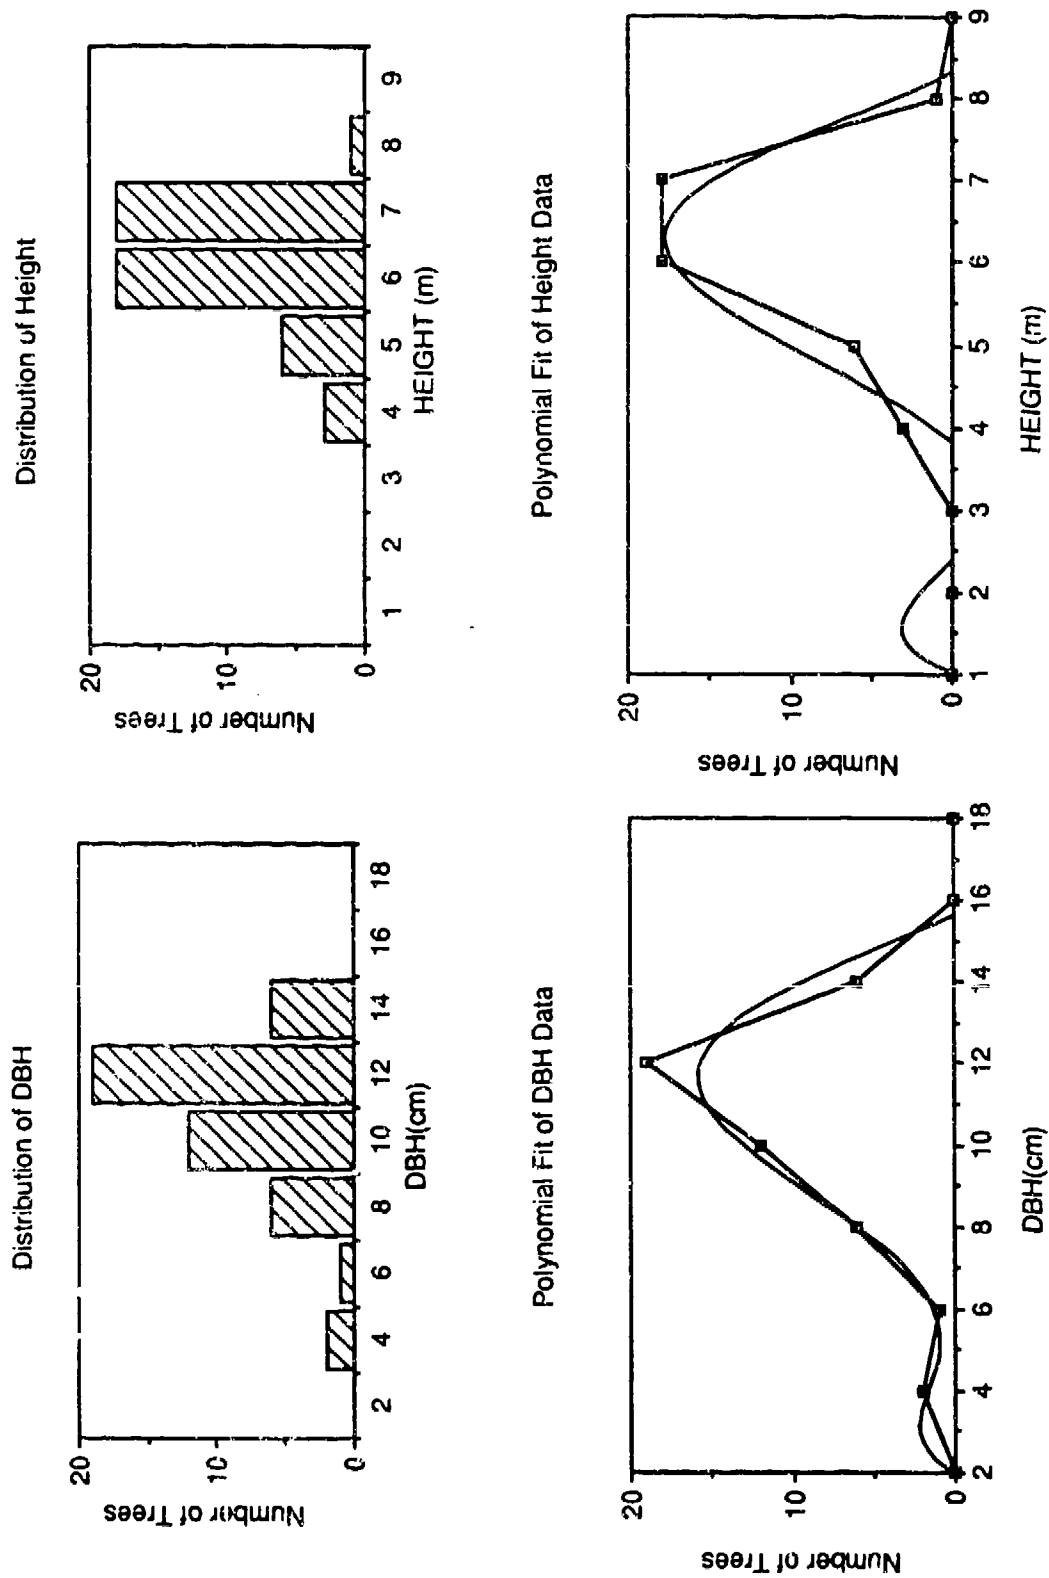 Distribution of DBH
Number of Trees
20
10
0
2 4 6 8 10 12 14 16 18
DBH(cm)
Distribution of Height
Number of Trees
20
10
0
1 2 3 4 5 6 7 8 9
HEIGHT (m)
Polynomial Fit of DBH Data
Number of Trees
20
10
0
2 4 6 8 10 12 14 16 18
DBH(cm)
Polynomial Fit of Height Data
Number of Trees
20
10
0
1 2 3 4 5 6 7 8 9
HEIGHT (m)